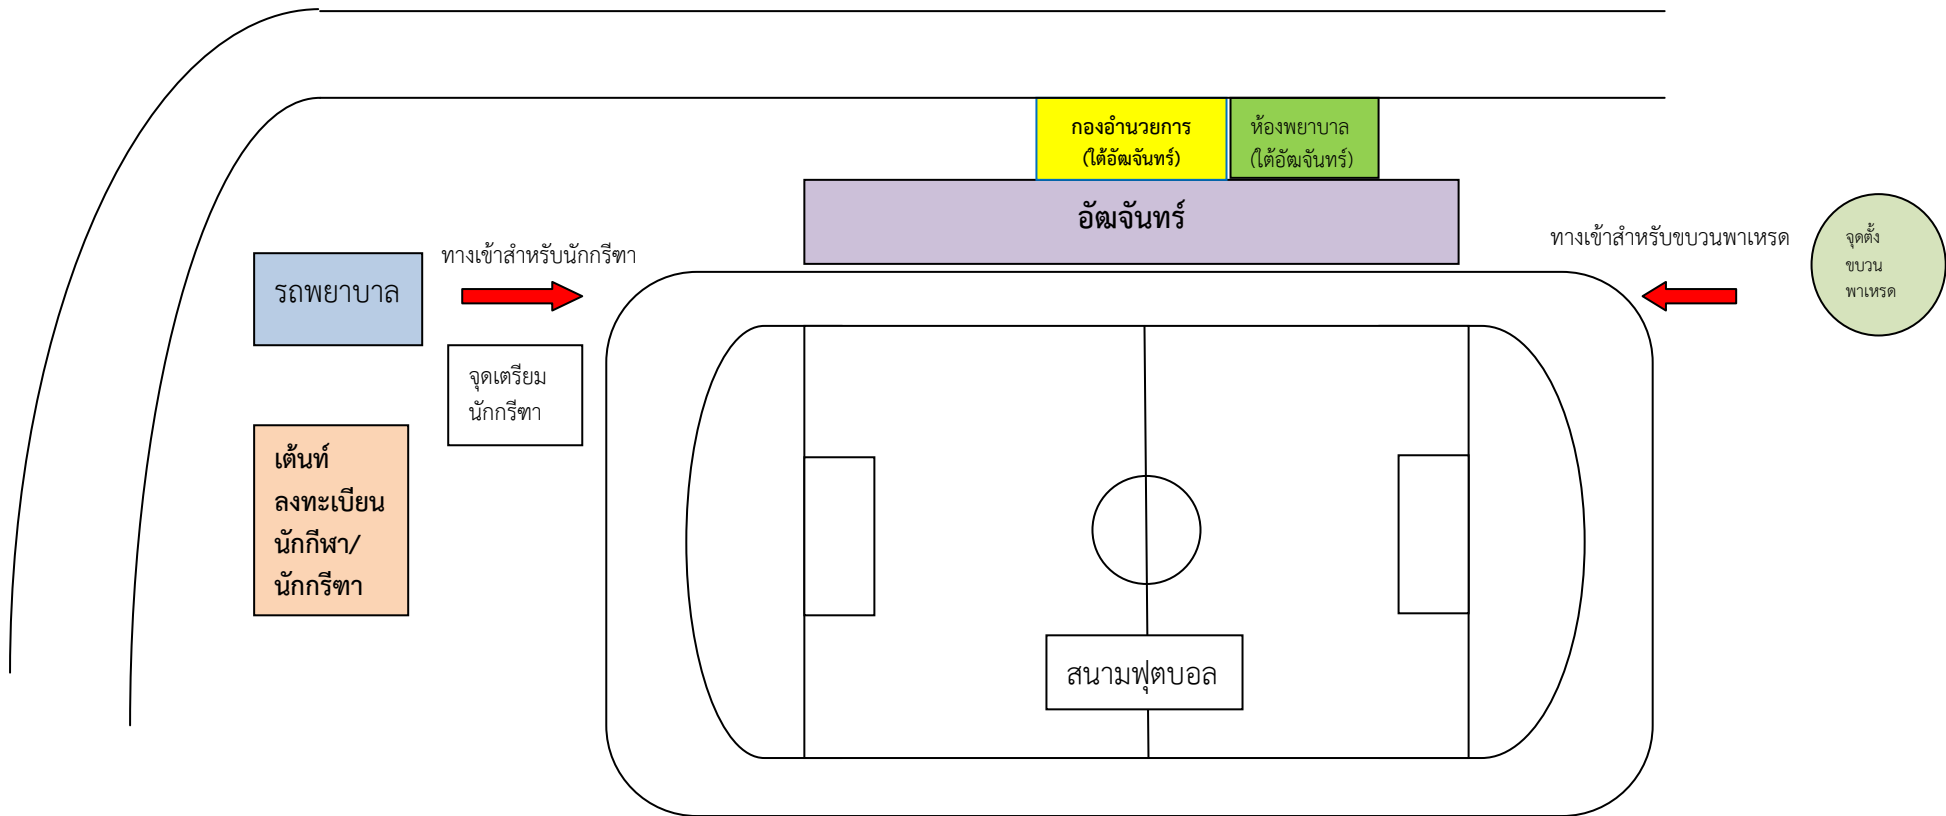 กองอำนวยการ
(ใต้อัฒจันทร์)
ห้องพยาบาล
(ใต้อัฒจันทร์)
อัฒจันทร์
ทางเข้าสำหรับนักกรีฑา
ทางเข้าสำหรับขบวนพาเหรด
จุดตั้ง
ขบวน
พาเหรด
รถพยาบาล
จุดเตรียม
นักกรีฑา
เต้นท์
ลงทะเบียน
นักกีฬา/
นักกรีฑา
สนามฟุตบอล